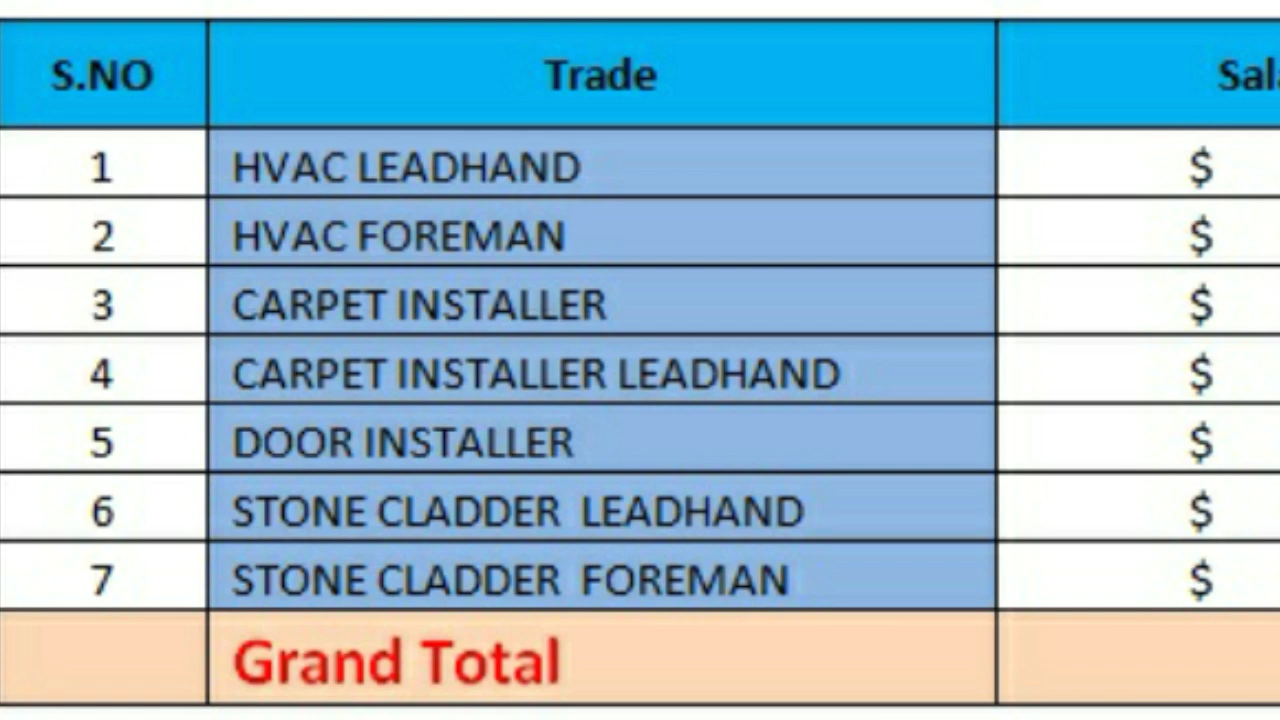 S.NO Trade
1 HVAC LEADHAND $
2 HVAC FOREMAN $
3 CARPET INSTALLER $
4 CARPET INSTALLER LEADHAND $
5 DOOR INSTALLER $
6 STONE CLADDER LEADHAND $
7 STONE CLADDER FOREMAN $
Grand Total